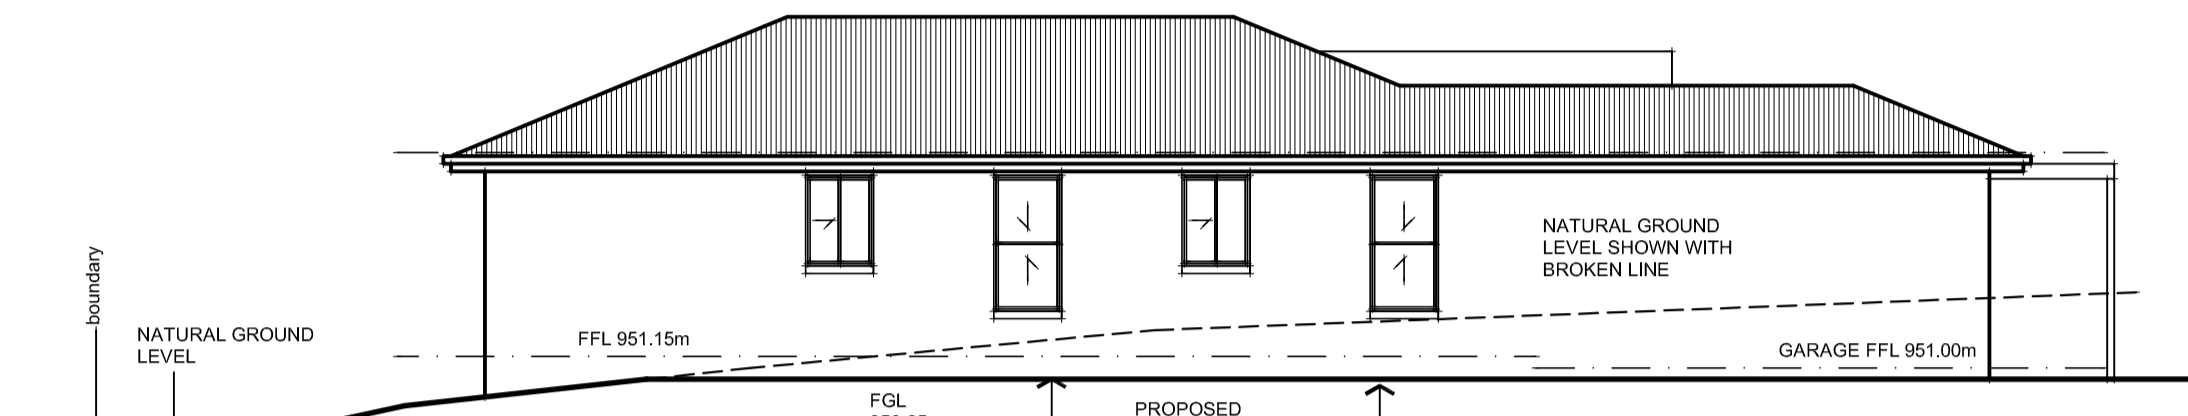 NATURAL GROUND
LEVEL SHOWN WITH
BROKEN LINE
boundary
NATURAL GROUND
LEVEL
FFL 951.15m
GARAGE FFL 951.00m
FGL
PROPOSED